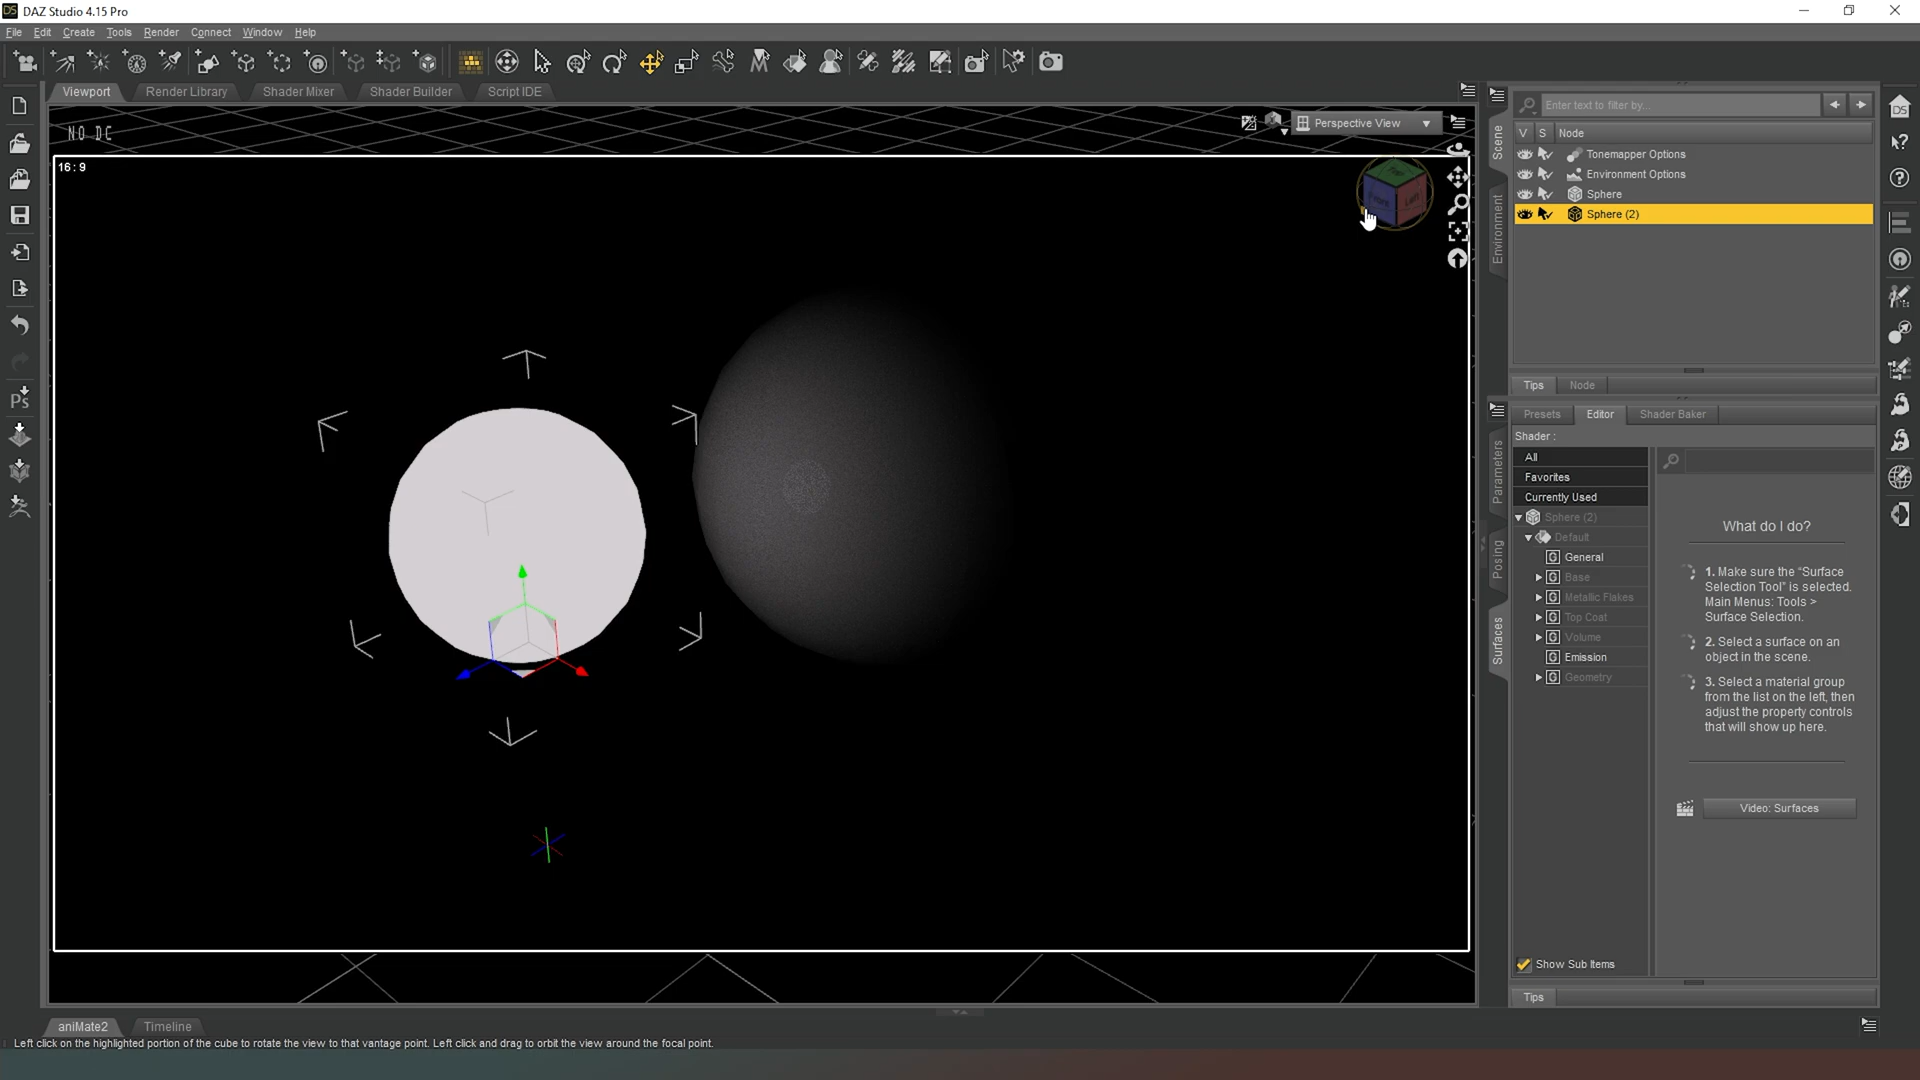 DS DAZ Studio 4.15 Pro
File Edit Create Tools Render Connect Window Help
Viewport Render Library Shader Mixer Shader Builder Script IDE
NO DC
Perspective View
16:9
Left
Enter text to filter by...
V S Node
Tonemapper Options
Environment Options
Sphere
Sphere (2)
Scene
Environment
Tips Node
Presets Editor Shader Baker
Shader :
All
Favorites
Currently Used
Sphere (2)
Default
G General
G Base
G Metallic Flakes
G Top Coat
G Volume
G Emission
G Geometry
Parameters
Posing
Surfaces
What do I do?
1. Make sure the "Surface
Selection Tool" is selected.
Main Menus: Tools >
Surface Selection.
2. Select a surface on an
object in the scene.
3. Select a material group
from the list on the left, then
adjust the property controls
that will show up here.
Video: Surfaces
Show Sub Items
Tips
Ps
DS
aniMate2 Timeline
Left click on the highlighted portion of the cube to rotate the view to that vantage point. Left click and drag to orbit the view around the focal point.